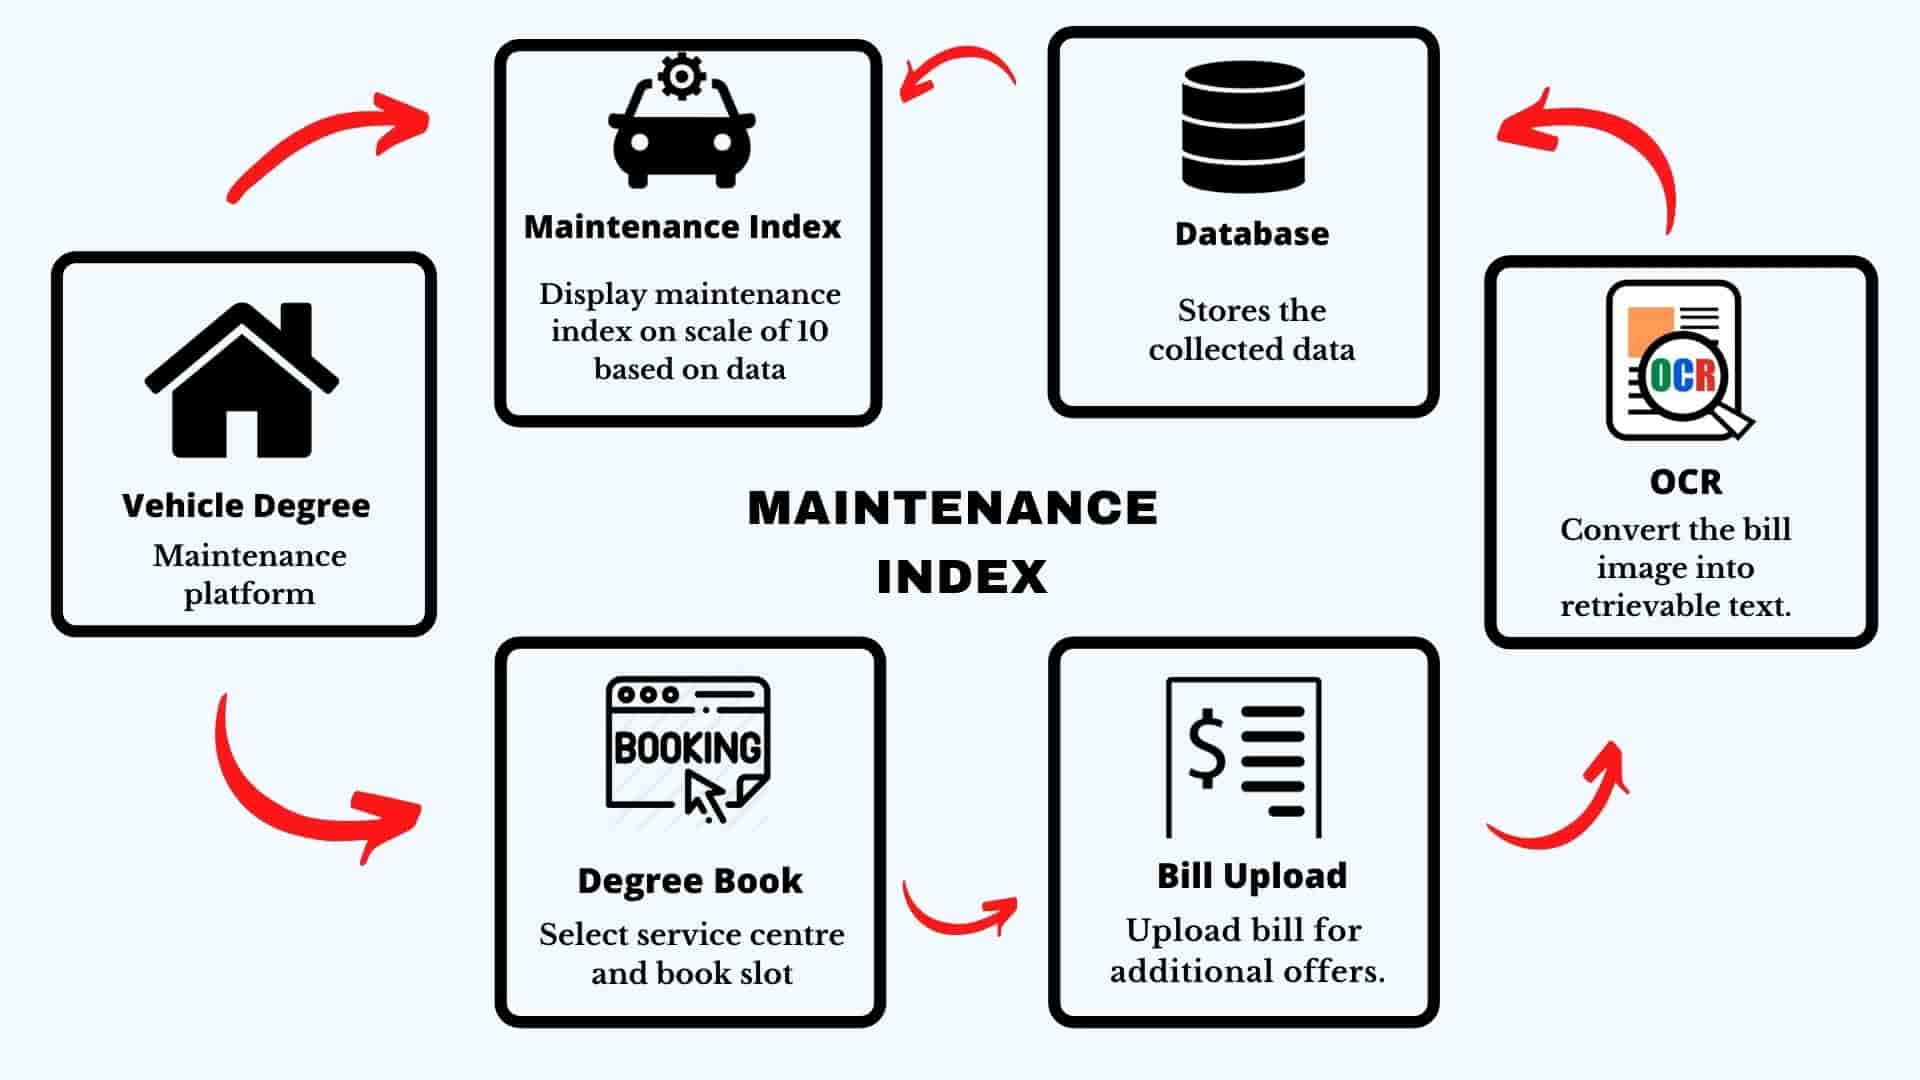 Maintenance Index
Display maintenance
index on scale of 10
based on data
Database
Stores the
collected data
Vehicle Degree
Maintenance
platform
OCR
OCR
Convert the bill
image into
retrievable text.
MAINTENANCE
INDEX
BOOKING
Degree Book
Select service centre
and book slot
$
Bill Upload
Upload bill for
additional offers.